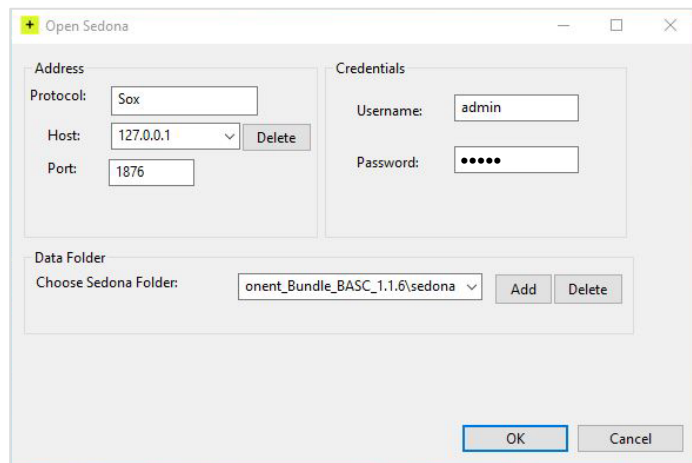 Open Sedona
Address
Protocol: Sox
Host: 127.0.0.1 Delete
Port: 1876
Credentials
Username: admin
Password: •••••
Data Folder
Choose Sedona Folder: onent_Bundle_BASC_1.1.6\sedona Add Delete
OK Cancel